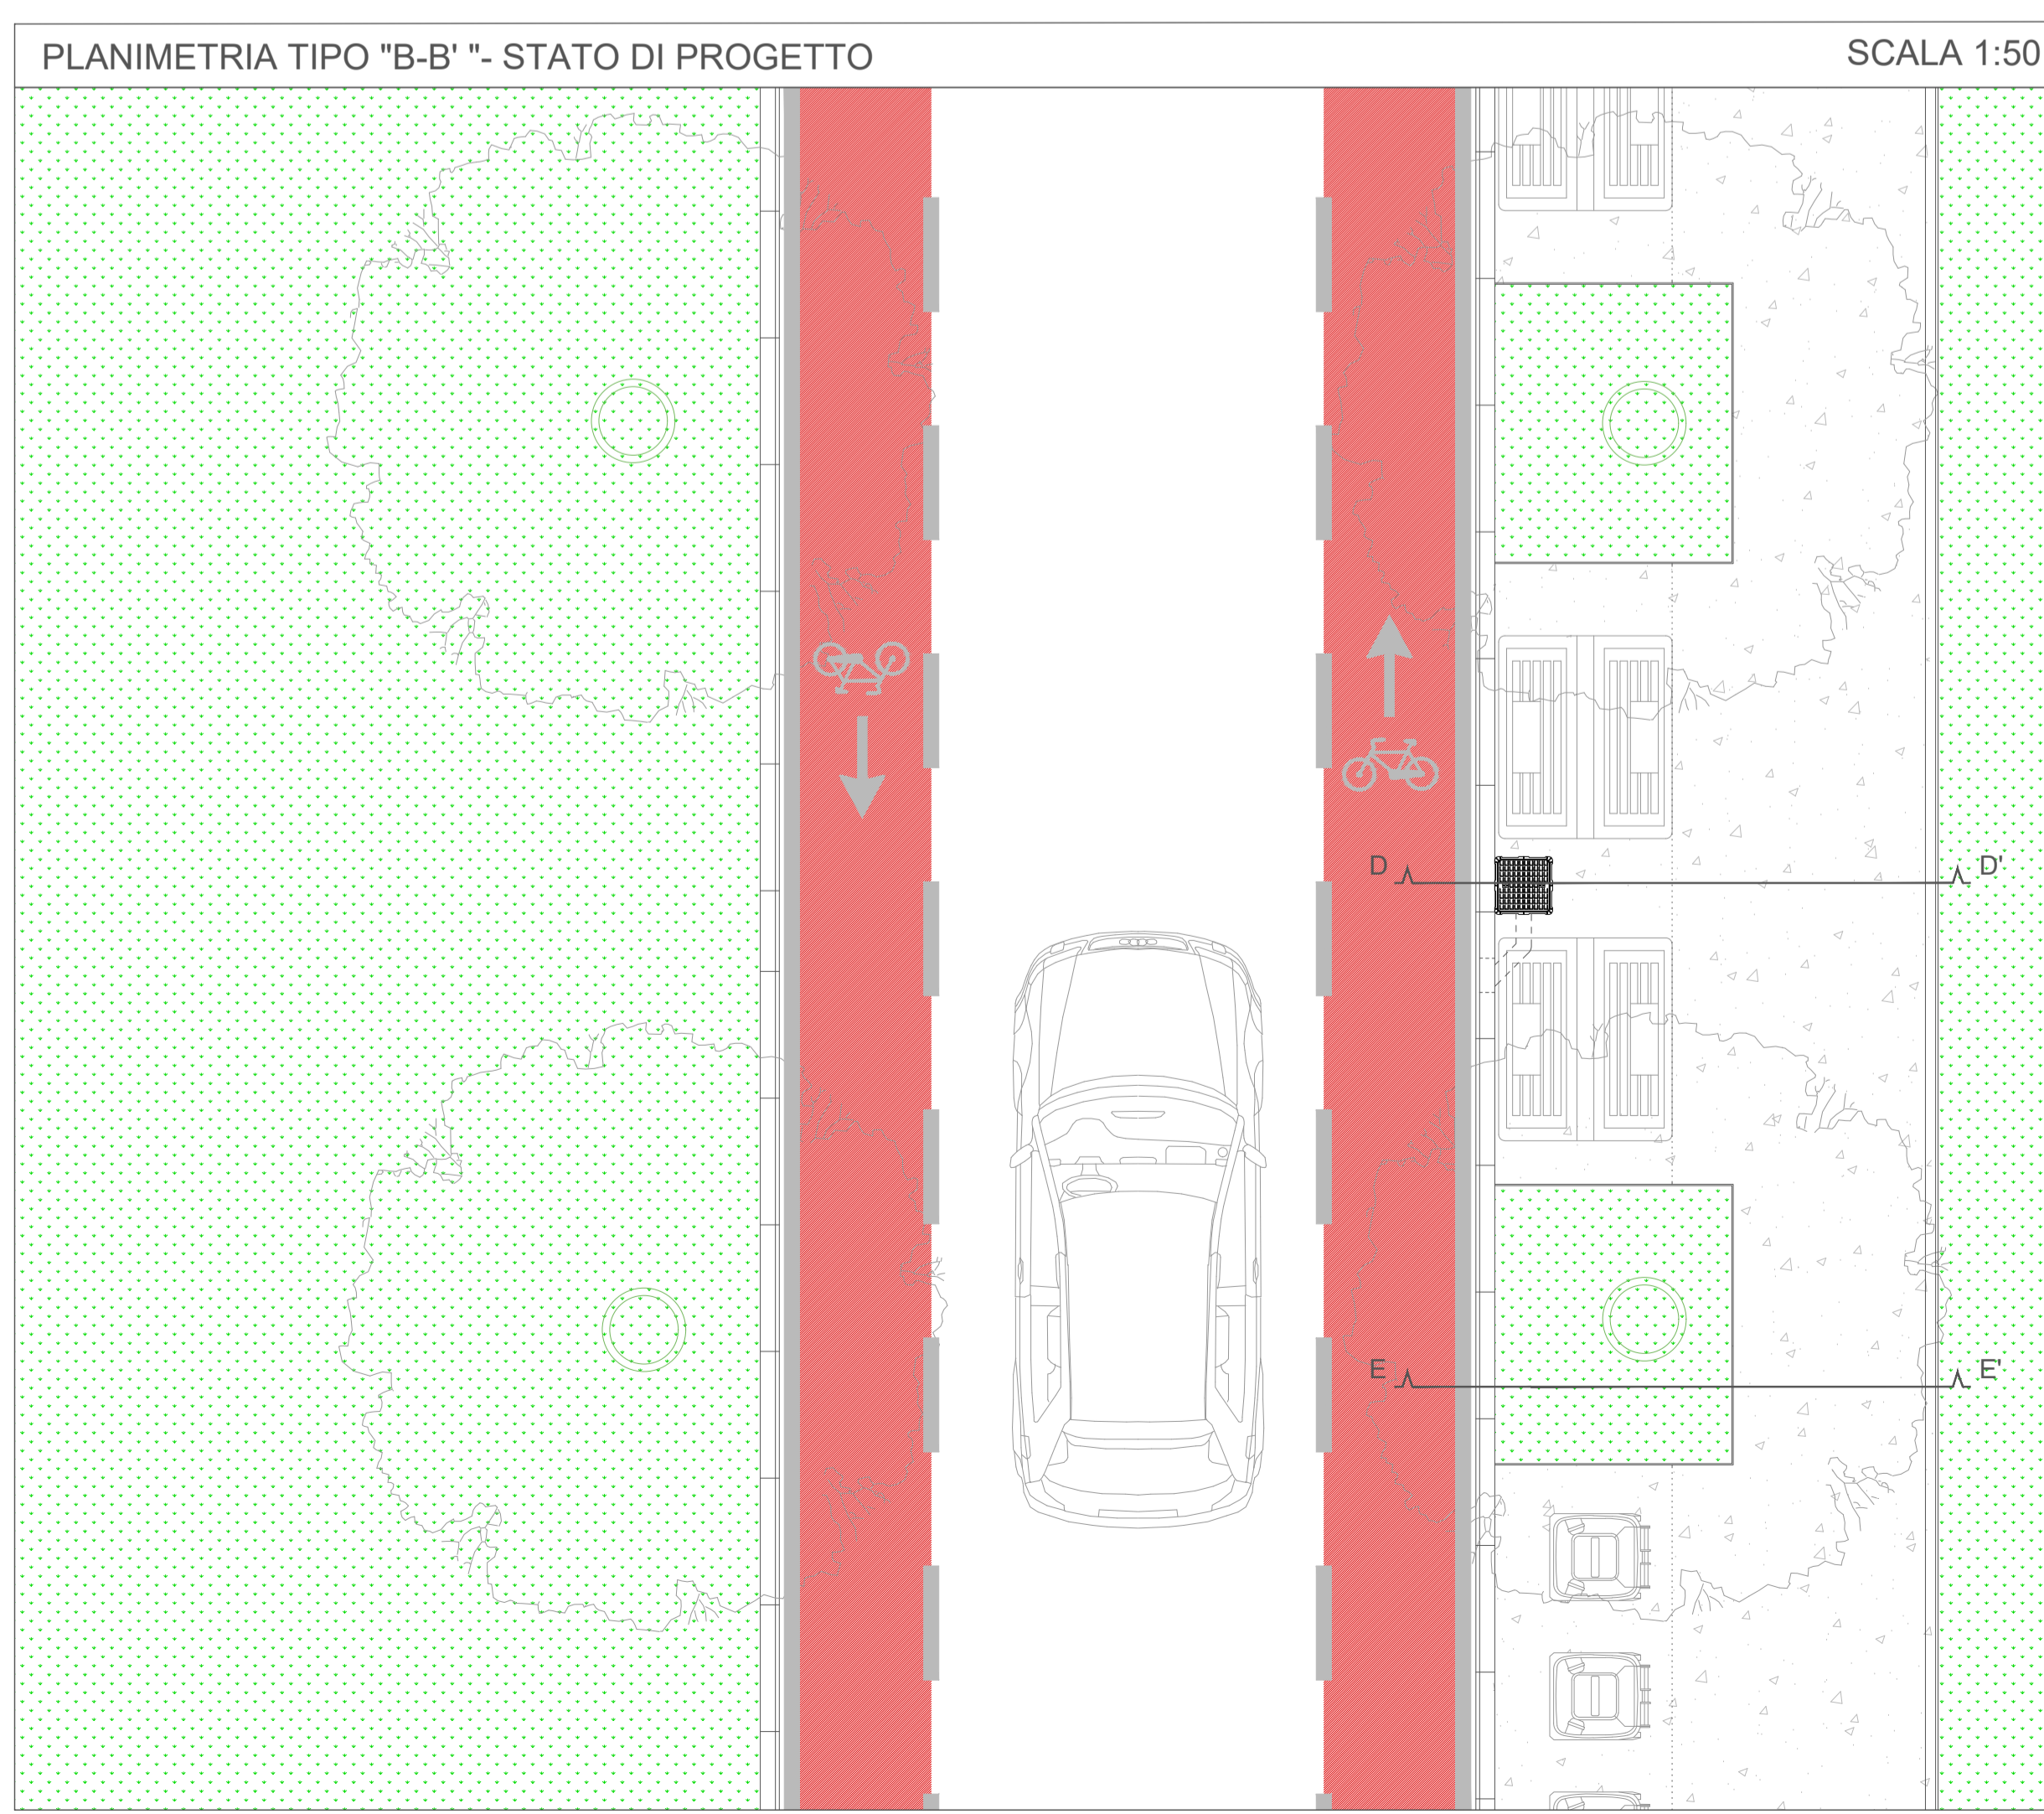 PLANIMETRIA TIPO "B-B' "- STATO DI PROGETTO
SCALA 1:50
D
D'
E
E'